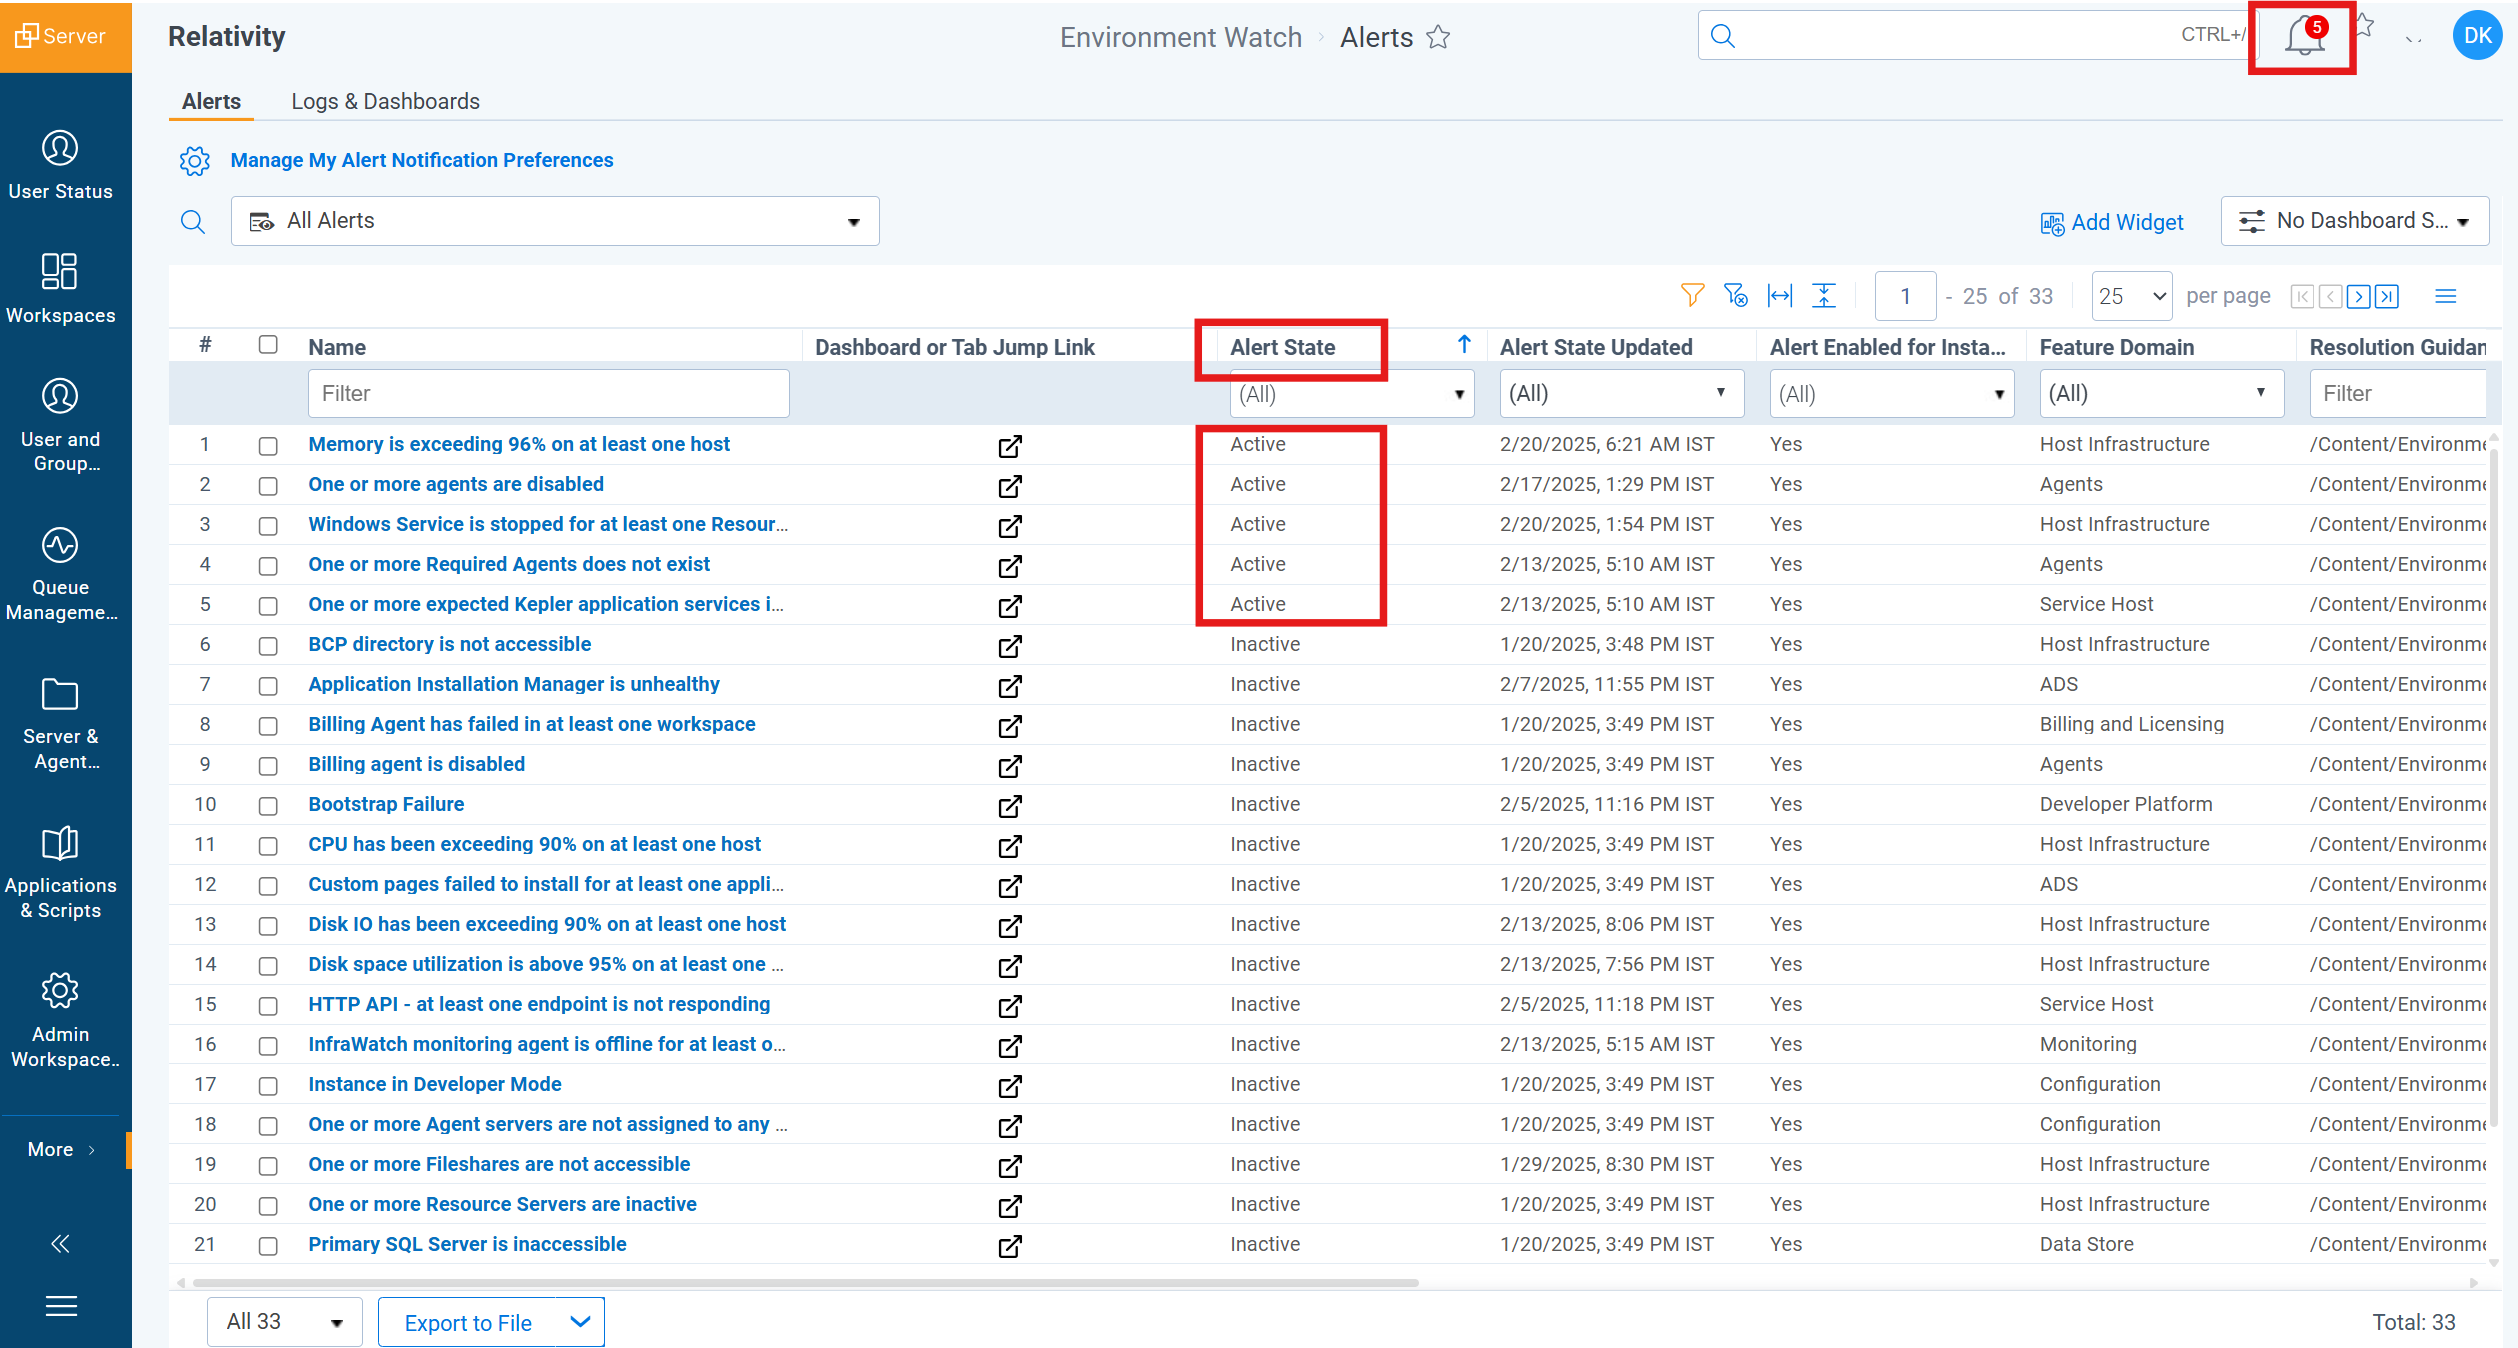 Server
Relativity
Environment Watch › Alerts
CTRL+/
5
DK
Alerts
Logs & Dashboards
User Status
Workspaces
User and
Group...
Queue
Manageme...
Server &
Agent...
Applications
& Scripts
Admin
Workspace..
More
Manage My Alert Notification Preferences
All Alerts
Add Widget
No Dashboard S...
1 - 25 of 33
25 per page
# Name Dashboard or Tab Jump Link Alert State Alert State Updated Alert Enabled for Insta... Feature Domain Resolution Guidan
Filter (All) (All) (All) (All) Filter
1 Memory is exceeding 96% on at least one host Active 2/20/2025, 6:21 AM IST Yes Host Infrastructure /Content/Environme
2 One or more agents are disabled Active 2/17/2025, 1:29 PM IST Yes Agents /Content/Environme
3 Windows Service is stopped for at least one Resour... Active 2/20/2025, 1:54 PM IST Yes Host Infrastructure /Content/Environme
4 One or more Required Agents does not exist Active 2/13/2025, 5:10 AM IST Yes Agents /Content/Environme
5 One or more expected Kepler application services i... Active 2/13/2025, 5:10 AM IST Yes Service Host /Content/Environme
6 BCP directory is not accessible Inactive 1/20/2025, 3:48 PM IST Yes Host Infrastructure /Content/Environme
7 Application Installation Manager is unhealthy Inactive 2/7/2025, 11:55 PM IST Yes ADS /Content/Environme
8 Billing Agent has failed in at least one workspace Inactive 1/20/2025, 3:49 PM IST Yes Billing and Licensing /Content/Environme
9 Billing agent is disabled Inactive 1/20/2025, 3:49 PM IST Yes Agents /Content/Environme
10 Bootstrap Failure Inactive 2/5/2025, 11:16 PM IST Yes Developer Platform /Content/Environme
11 CPU has been exceeding 90% on at least one host Inactive 1/20/2025, 3:49 PM IST Yes Host Infrastructure /Content/Environme
12 Custom pages failed to install for at least one appli... Inactive 1/20/2025, 3:49 PM IST Yes ADS /Content/Environme
13 Disk IO has been exceeding 90% on at least one host Inactive 2/13/2025, 8:06 PM IST Yes Host Infrastructure /Content/Environme
14 Disk space utilization is above 95% on at least one ... Inactive 2/13/2025, 7:56 PM IST Yes Host Infrastructure /Content/Environme
15 HTTP API - at least one endpoint is not responding Inactive 2/5/2025, 11:18 PM IST Yes Service Host /Content/Environme
16 InfraWatch monitoring agent is offline for at least o... Inactive 2/13/2025, 5:15 AM IST Yes Monitoring /Content/Environme
17 Instance in Developer Mode Inactive 1/20/2025, 3:49 PM IST Yes Configuration /Content/Environme
18 One or more Agent servers are not assigned to any ... Inactive 1/20/2025, 3:49 PM IST Yes Configuration /Content/Environme
19 One or more Fileshares are not accessible Inactive 1/29/2025, 8:30 PM IST Yes Host Infrastructure /Content/Environme
20 One or more Resource Servers are inactive Inactive 1/20/2025, 3:49 PM IST Yes Host Infrastructure /Content/Environme
21 Primary SQL Server is inaccessible Inactive 1/20/2025, 3:49 PM IST Yes Data Store /Content/Environme
All 33
Export to File
Total: 33